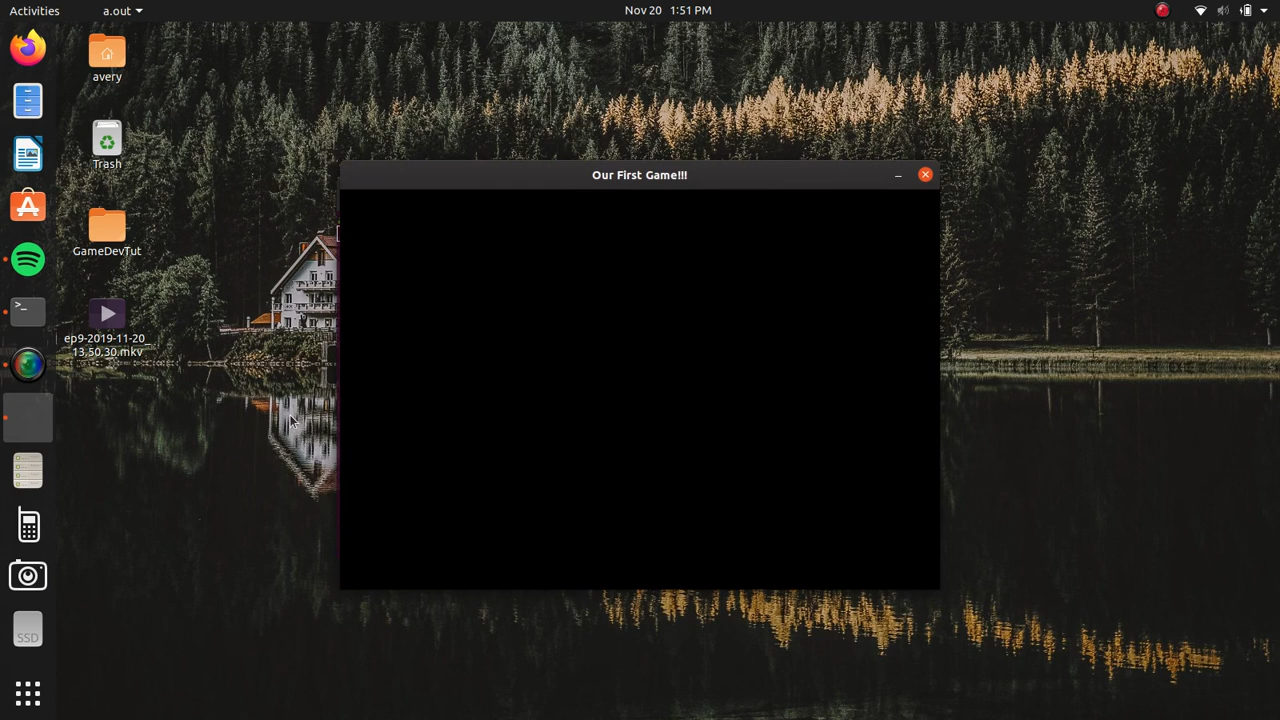 Activities
a.out
Nov 20 1:51 PM
avery
Trash
GameDevTut
ep9-2019-11-20_
13.50.30.mkv
Our First Game!!!
>_
SSD